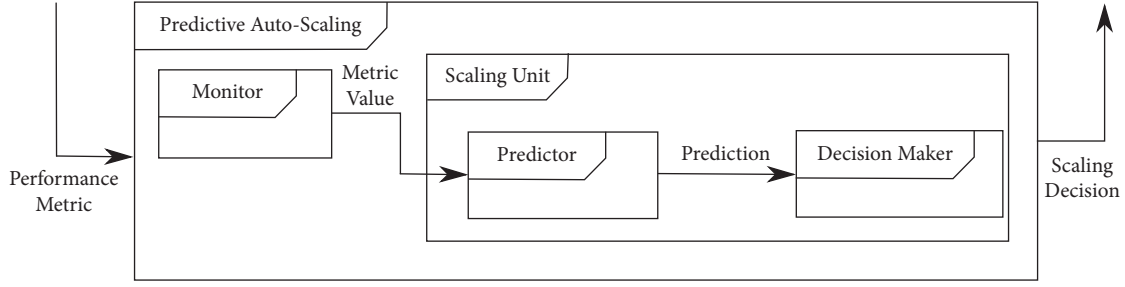 Predictive Auto-Scaling
Monitor
Metric
Value
Scaling Unit
Predictor
Prediction
Decision Maker
Performance
Metric
Scaling
Decision